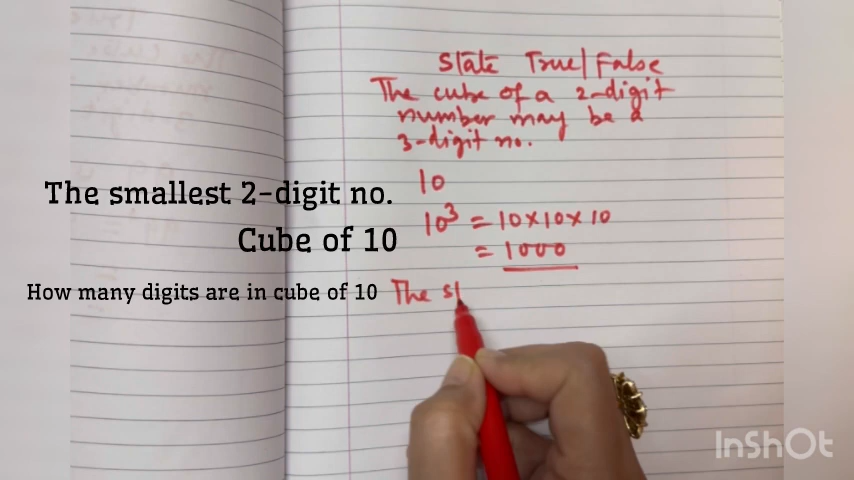 State True/False
The cube of a 2-digit
number may be a
3-digit no.
The smallest 2-digit no. 10
Cube of 10 10³ = 10×10×10
= 1000
How many digits are in cube of 10 The s
InShOt